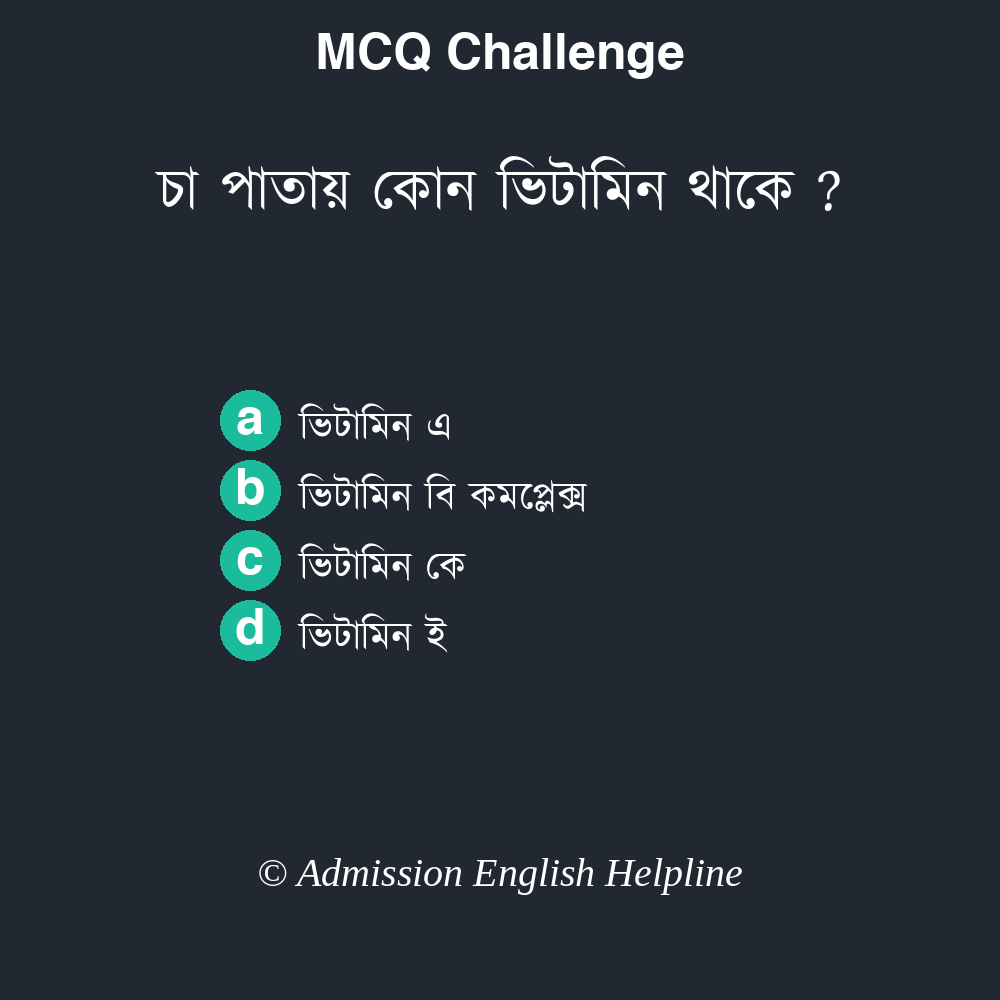 MCQ Challenge
চা পাতায় কোন ভিটামিন থাকে ?
a ভিটামিন এ
b ভিটামিন বি কমপ্লেক্স
c ভিটামিন কে
d ভিটামিন ই
© Admission English Helpline